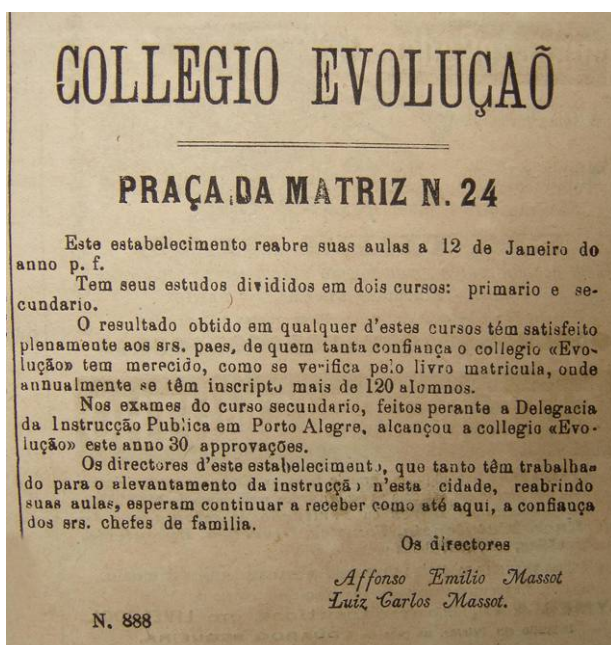 COLLEGIO EVOLUÇAÕ
PRAÇA DA MATRIZ N. 24
Este estabelecimento reabre suas aulas a 12 de Janeiro do
anno p. f.
Tem seus estudos divididos em dois cursos: primario e se-
cundario.
O resultado obtido em qualquer d'estes cursos tém satisfeito
plenamente aos srs. paes, de quem tanta confiança o collegio «Evo-
lução» tem merecido, como se verifica pelo livro matricula, onde
annualmente se têm inscripto mais de 120 alomnos.
Nos exames do curso secundario, feitos perante a Delegacia
da Instrucção Publica em Porto Alegre, alcançou a collegio «Evo-
lução» este anno 30 approvações.
Os directores d'este estabelecimento, que tanto têm trabalha-
do para o alevantamento da instrucção n'esta cidade, reabrindo
suas aulas, esperam continuar a receber como até aqui, a confiauça
dos srs. chefes de familia.
Os directores
Affonso Emilio Massot
Luiz Carlos Massot.
N. 888